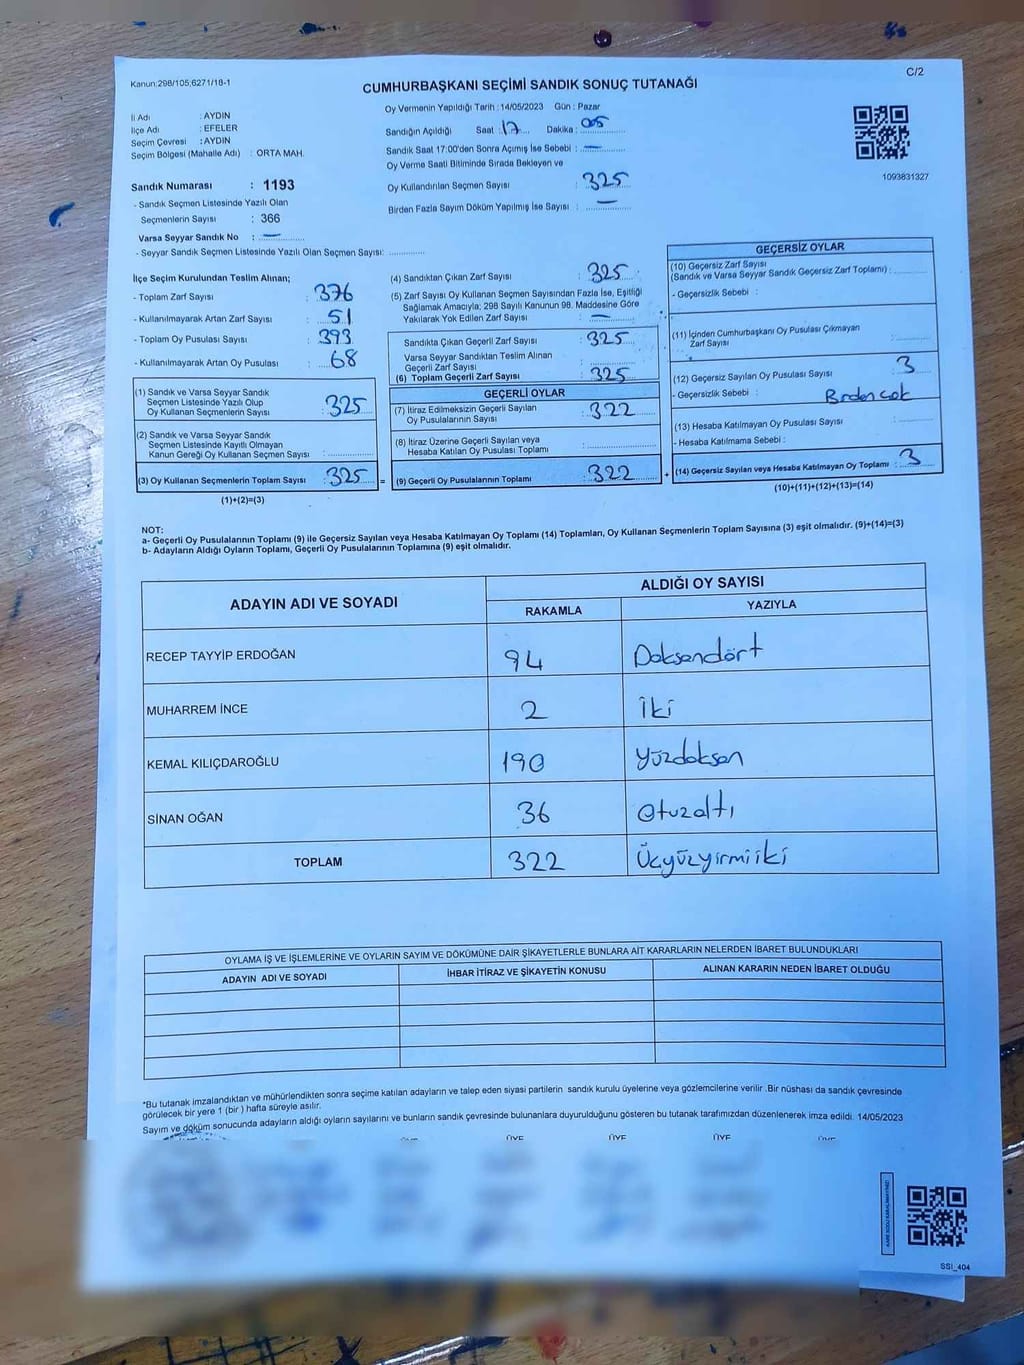 Kanun:298/105,6271/18-1
C/2
CUMHURBAŞKANI SEÇİMİ SANDIK SONUÇ TUTANAĞI
İl Adı : AYDIN
İlçe Adı : EFELER
Seçim Çevresi : AYDIN
Seçim Bölgesi (Mahalle Adı) : ORTA MAH.
Sandık Numarası : 1193
- Sandık Seçmen Listesinde Yazılı Olan
Seçmenlerin Sayısı : 366
Varsa Seyyar Sandık No : —
- Seyyar Sandık Seçmen Listesinde Yazılı Olan Seçmen Sayısı:
Oy Vermenin Yapıldığı Tarih : 14/05/2023 Gün : Pazar
Sandığın Açıldığı Saat : 17 Dakika : 005
Sandık Saat 17:00'den Sonra Açımış İse Sebebi : —
Oy Verme Saati Bitiminde Sırada Bekleyen ve
Oy Kullandırılan Seçmen Sayısı : 325
Birden Fazla Sayım Döküm Yapılmış İse Sayısı : —
1093831327
İlçe Seçim Kurulundan Teslim Alınan;
- Toplam Zarf Sayısı : 376
- Kullanılmayarak Artan Zarf Sayısı : 51
- Toplam Oy Pusulası Sayısı : 393
- Kullanılmayarak Artan Oy Pusulası : 68
(1) Sandık ve Varsa Seyyar Sandık
Seçmen Listesinde Yazılı Olup
Oy Kullanan Seçmenlerin Sayısı : 325
(2) Sandık ve Varsa Seyyar Sandık
Seçmen Listesinde Kayıtlı Olmayan
Kanun Gereği Oy Kullanan Seçmen Sayısı :
(3) Oy Kullanan Seçmenlerin Toplam Sayısı : 325
(1)+(2)=(3)
(4) Sandıktan Çıkan Zarf Sayısı : 325
(5) Zarf Sayısı Oy Kullanan Seçmen Sayısından Fazla İse, Eşitliği
Sağlamak Amacıyla; 298 Sayılı Kanunun 98. Maddesine Göre
Yakılarak Yok Edilen Zarf Sayısı : —
Sandıkta Çıkan Geçerli Zarf Sayısı : 325
Varsa Seyyar Sandıktan Teslim Alınan
Geçerli Zarf Sayısı :
(6) Toplam Geçerli Zarf Sayısı : 325
GEÇERLİ OYLAR
(7) İtiraz Edilmeksizin Geçerli Sayılan
Oy Pusulalarının Sayısı : 322
(8) İtiraz Üzerine Geçerli Sayılan veya
Hesaba Katılan Oy Pusulası Toplamı :
= (9) Geçerli Oy Pusulalarının Toplamı : 322
GEÇERSİZ OYLAR
(10) Geçersiz Zarf Sayısı
(Sandık ve Varsa Seyyar Sandık Geçersiz Zarf Toplamı) :
- Geçersizlik Sebebi :
(11) İçinden Cumhurbaşkanı Oy Pusulası Çıkmayan
Zarf Sayısı :
(12) Geçersiz Sayılan Oy Pusulası Sayısı : 3
- Geçersizlik Sebebi : Birden çok
(13) Hesaba Katılmayan Oy Pusulası Sayısı :
- Hesaba Katılmama Sebebi :
+ (14) Geçersiz Sayılan veya Hesaba Katılmayan Oy Toplamı : 3
(10)+(11)+(12)+(13)=(14)
NOT:
a- Geçerli Oy Pusulalarının Toplamı (9) ile Geçersiz Sayılan veya Hesaba Katılmayan Oy Toplamı (14) Toplamları, Oy Kullanan Seçmenlerin Toplam Sayısına (3) eşit olmalıdır. (9)+(14)=(3)
b- Adayların Aldığı Oyların Toplamı, Geçerli Oy Pusulalarının Toplamına (9) eşit olmalıdır.
ADAYIN ADI VE SOYADI ALDIĞI OY SAYISI
RAKAMLA YAZIYLA
RECEP TAYYİP ERDOĞAN 94 Doksandört
MUHARREM İNCE 2 İki
KEMAL KILIÇDAROĞLU 190 Yüzdoksan
SİNAN OĞAN 36 Otuzaltı
TOPLAM 322 Üçyüzyirmiiki
OYLAMA İŞ VE İŞLEMLERİNE VE OYLARIN SAYIM VE DÖKÜMÜNE DAİR ŞİKAYETLERLE BUNLARA AİT KARARLARIN NELERDEN İBARET BULUNDUKLARI
ADAYIN ADI VE SOYADI İHBAR İTİRAZ VE ŞİKAYETİN KONUSU ALINAN KARARIN NEDEN İBARET OLDUĞU
*Bu tutanak imzalandıktan ve mühürlendikten sonra seçime katılan adayların ve talep eden siyasi partilerin sandık kurulu üyelerine veya gözlemcilerine verilir .Bir nüshası da sandık çevresinde
görülecek bir yere 1 (bir ) hafta süreyle asılır.
Sayım ve döküm sonucunda adayların aldığı oyların sayılarını ve bunların sandık çevresinde bulunanlara duyurulduğunu gösteren bu tutanak tarafımızdan düzenlenerek imza edildi. 14/05/2023
ÜYE ÜYE ÜYE
SSI_404